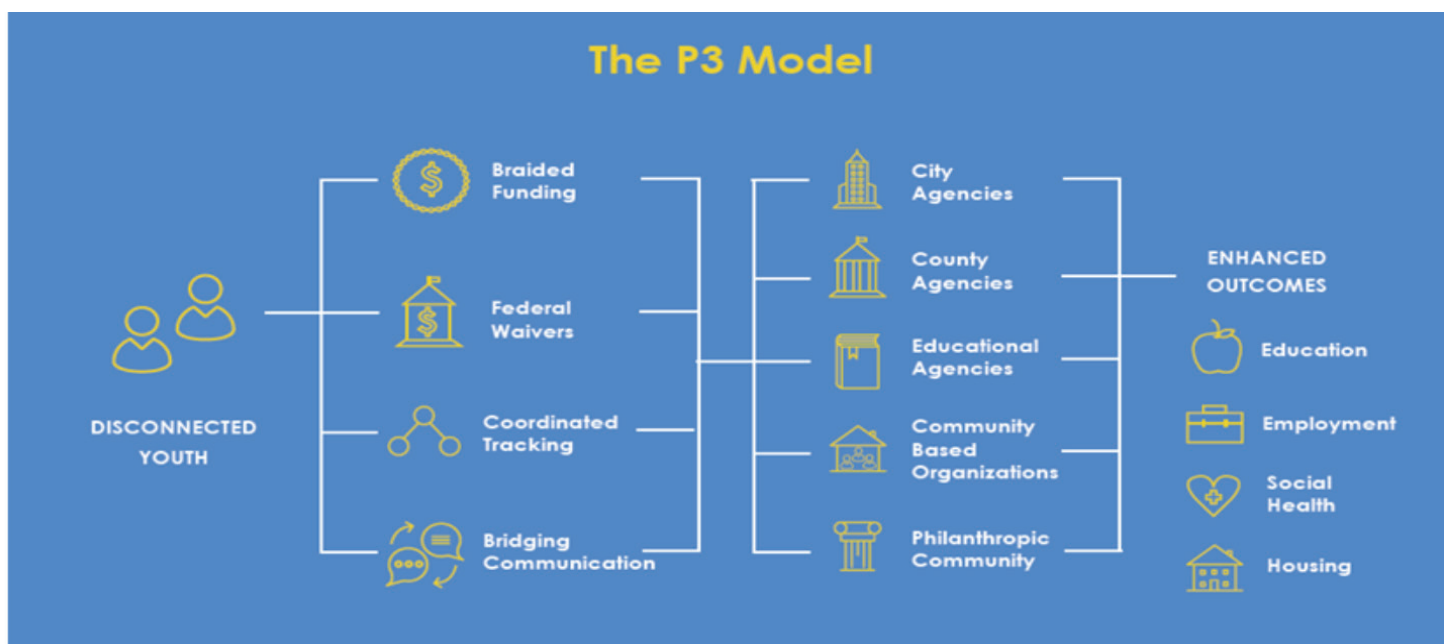 The P3 Model
DISCONNECTED
YOUTH
Braided
Funding
Federal
Waivers
Coordinated
Tracking
Bridging
Communication
City
Agencies
County
Agencies
Educational
Agencies
Community
Based
Organizations
Philanthropic
Community
ENHANCED
OUTCOMES
Education
Employment
Social
Health
Housing